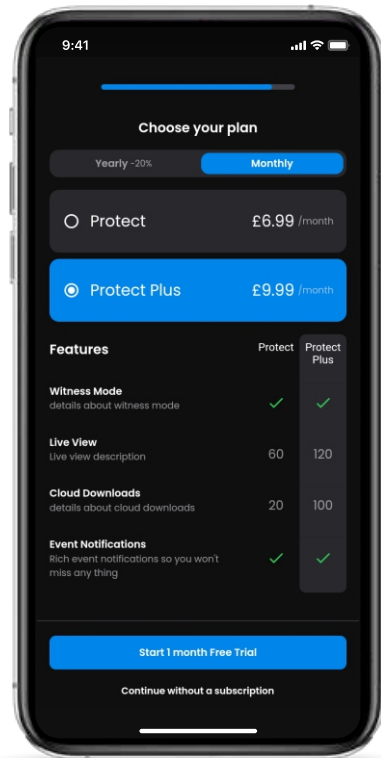 9:41
Choose your plan
Yearly -20% Monthly
Protect £6.99 /month
Protect Plus £9.99 /month
Features Protect Protect
Plus
Witness Mode
details about witness mode
Live View
Live view description 60 120
Cloud Downloads
details about cloud downloads 20 100
Event Notifications
Rich event notifications so you won't
miss any thing
Start 1 month Free Trial
Continue without a subscription